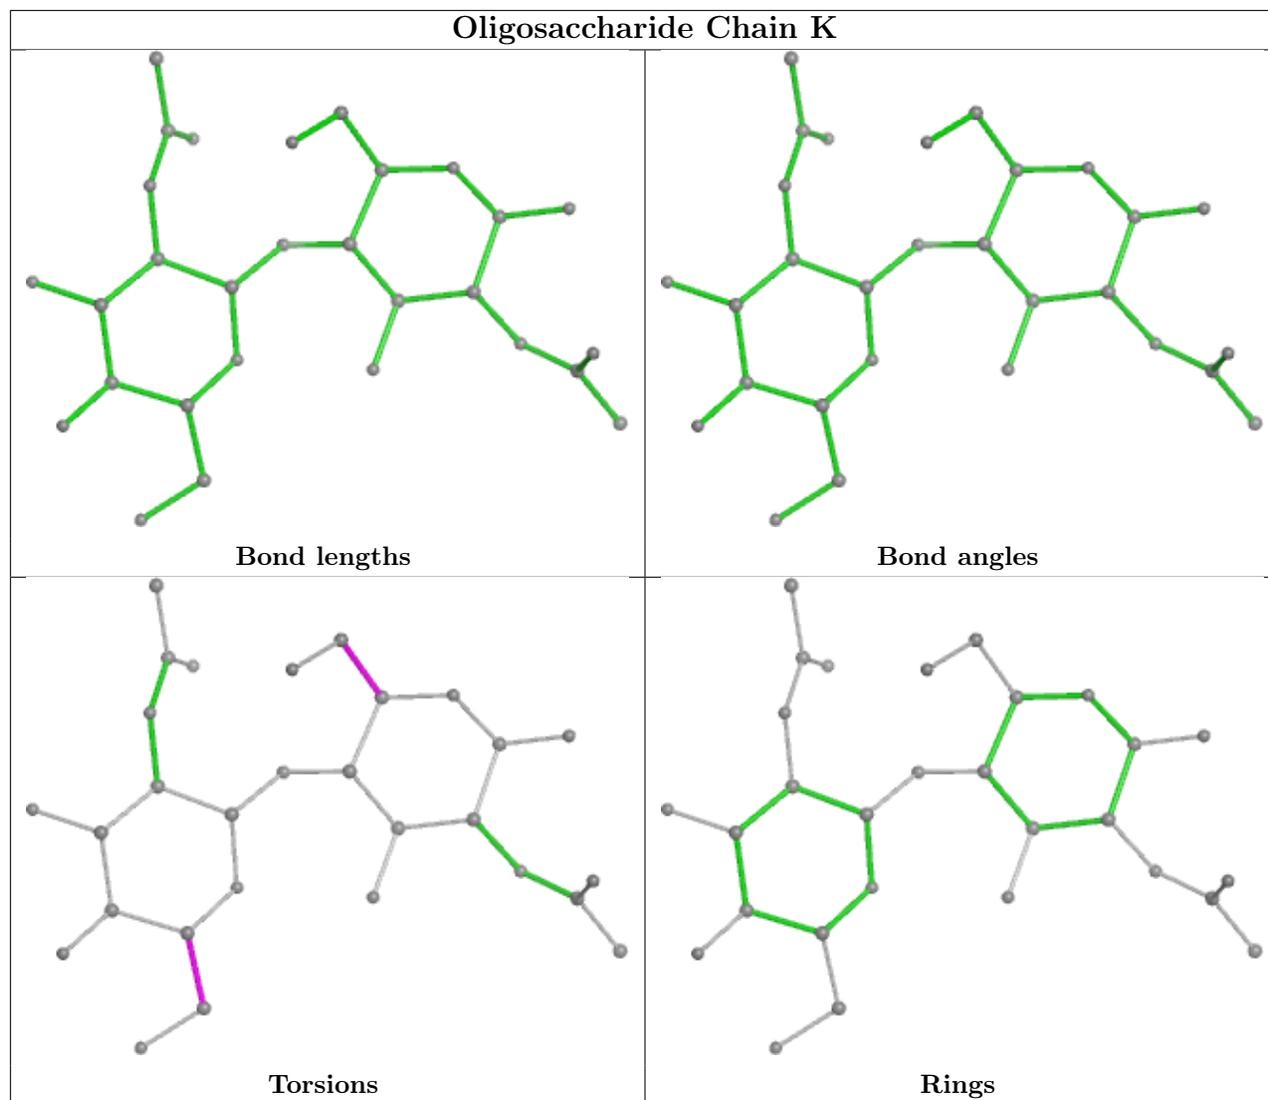 Oligosaccharide Chain K
Bond lengths
Bond angles
Torsions
Rings